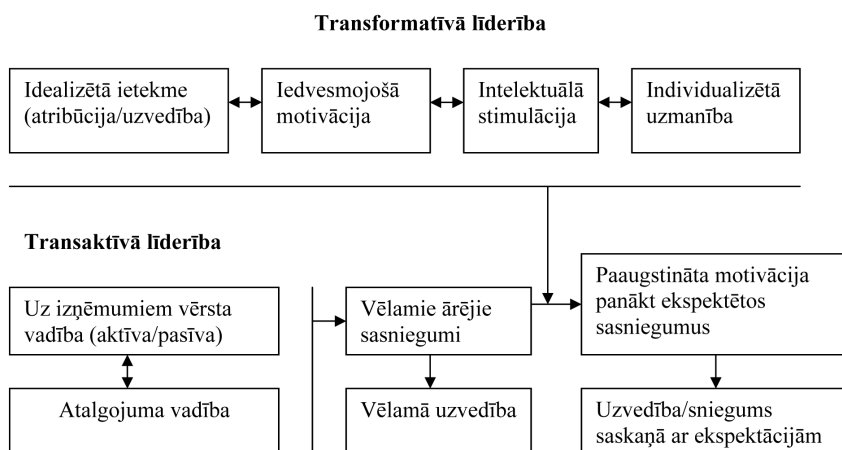 Transformatīvā līderība
Idealizētā ietekme
(atribūcija/uzvedība)
Iedvesmojošā
motivācija
Intelektuālā
stimulācija
Individualizētā
uzmanība
Transaktīvā līderība
Uz izņēmumiem vērsta
vadība (aktīva/pasīva)
Atalgojuma vadība
Vēlamie ārējie
sasniegumi
Vēlamā uzvedība
Paaugstināta motivācija
panākt ekspektētos
sasniegumus
Uzvedība/sniegums
saskaņā ar ekspektācijām